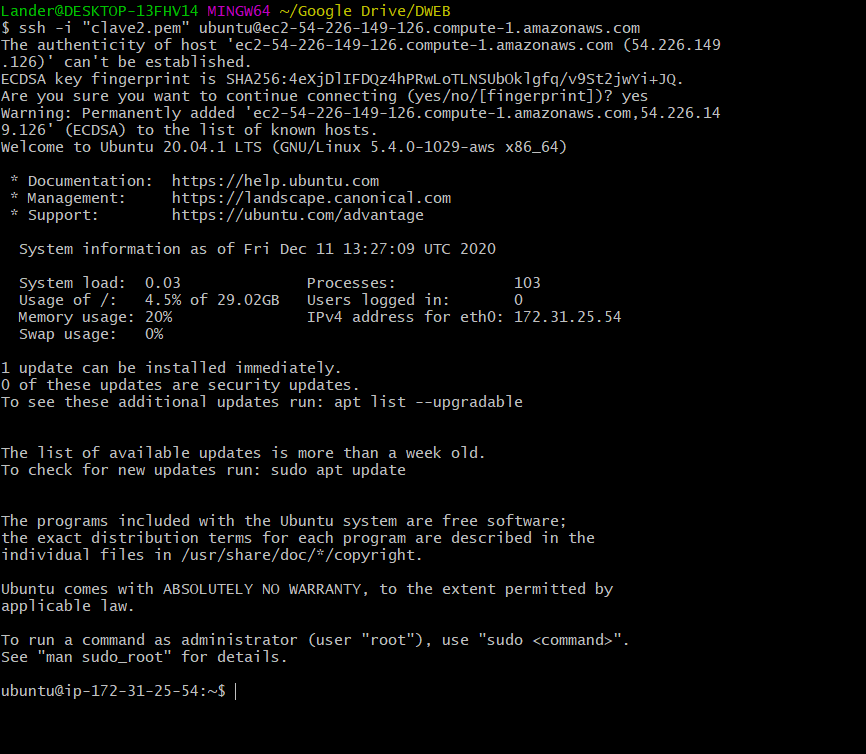 Lander@DESKTOP-13FHV14 MINGW64 ~/Google Drive/DWEB
$ ssh -i "clave2.pem" ubuntu@ec2-54-226-149-126.compute-1.amazonaws.com
The authenticity of host 'ec2-54-226-149-126.compute-1.amazonaws.com (54.226.149
.126)' can't be established.
ECDSA key fingerprint is SHA256:4eXjDlIFDQz4hPRwLoTLNSUbOklgfq/v9St2jwYi+JQ.
Are you sure you want to continue connecting (yes/no/[fingerprint])? yes
Warning: Permanently added 'ec2-54-226-149-126.compute-1.amazonaws.com,54.226.14
9.126' (ECDSA) to the list of known hosts.
Welcome to Ubuntu 20.04.1 LTS (GNU/Linux 5.4.0-1029-aws x86_64)

 * Documentation:  https://help.ubuntu.com
 * Management:     https://landscape.canonical.com
 * Support:        https://ubuntu.com/advantage

  System information as of Fri Dec 11 13:27:09 UTC 2020

  System load:  0.03              Processes:             103
  Usage of /:   4.5% of 29.02GB   Users logged in:       0
  Memory usage: 20%               IPv4 address for eth0: 172.31.25.54
  Swap usage:   0%

1 update can be installed immediately.
0 of these updates are security updates.
To see these additional updates run: apt list --upgradable

The list of available updates is more than a week old.
To check for new updates run: sudo apt update

The programs included with the Ubuntu system are free software;
the exact distribution terms for each program are described in the
individual files in /usr/share/doc/*/copyright.

Ubuntu comes with ABSOLUTELY NO WARRANTY, to the extent permitted by
applicable law.

To run a command as administrator (user "root"), use "sudo <command>".
See "man sudo_root" for details.

ubuntu@ip-172-31-25-54:~$